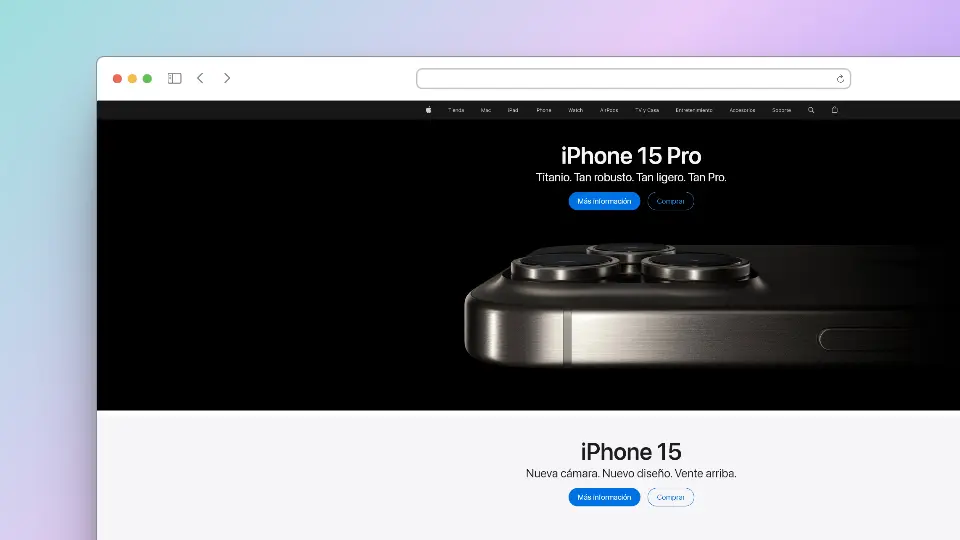 Tienda Mac iPad iPhone Watch AirPods TV y Casa Entretenimiento Accesorios Soporte
iPhone 15 Pro
Titanio. Tan robusto. Tan ligero. Tan Pro.
Más información Comprar
iPhone 15
Nueva cámara. Nuevo diseño. Vente arriba.
Más información Comprar